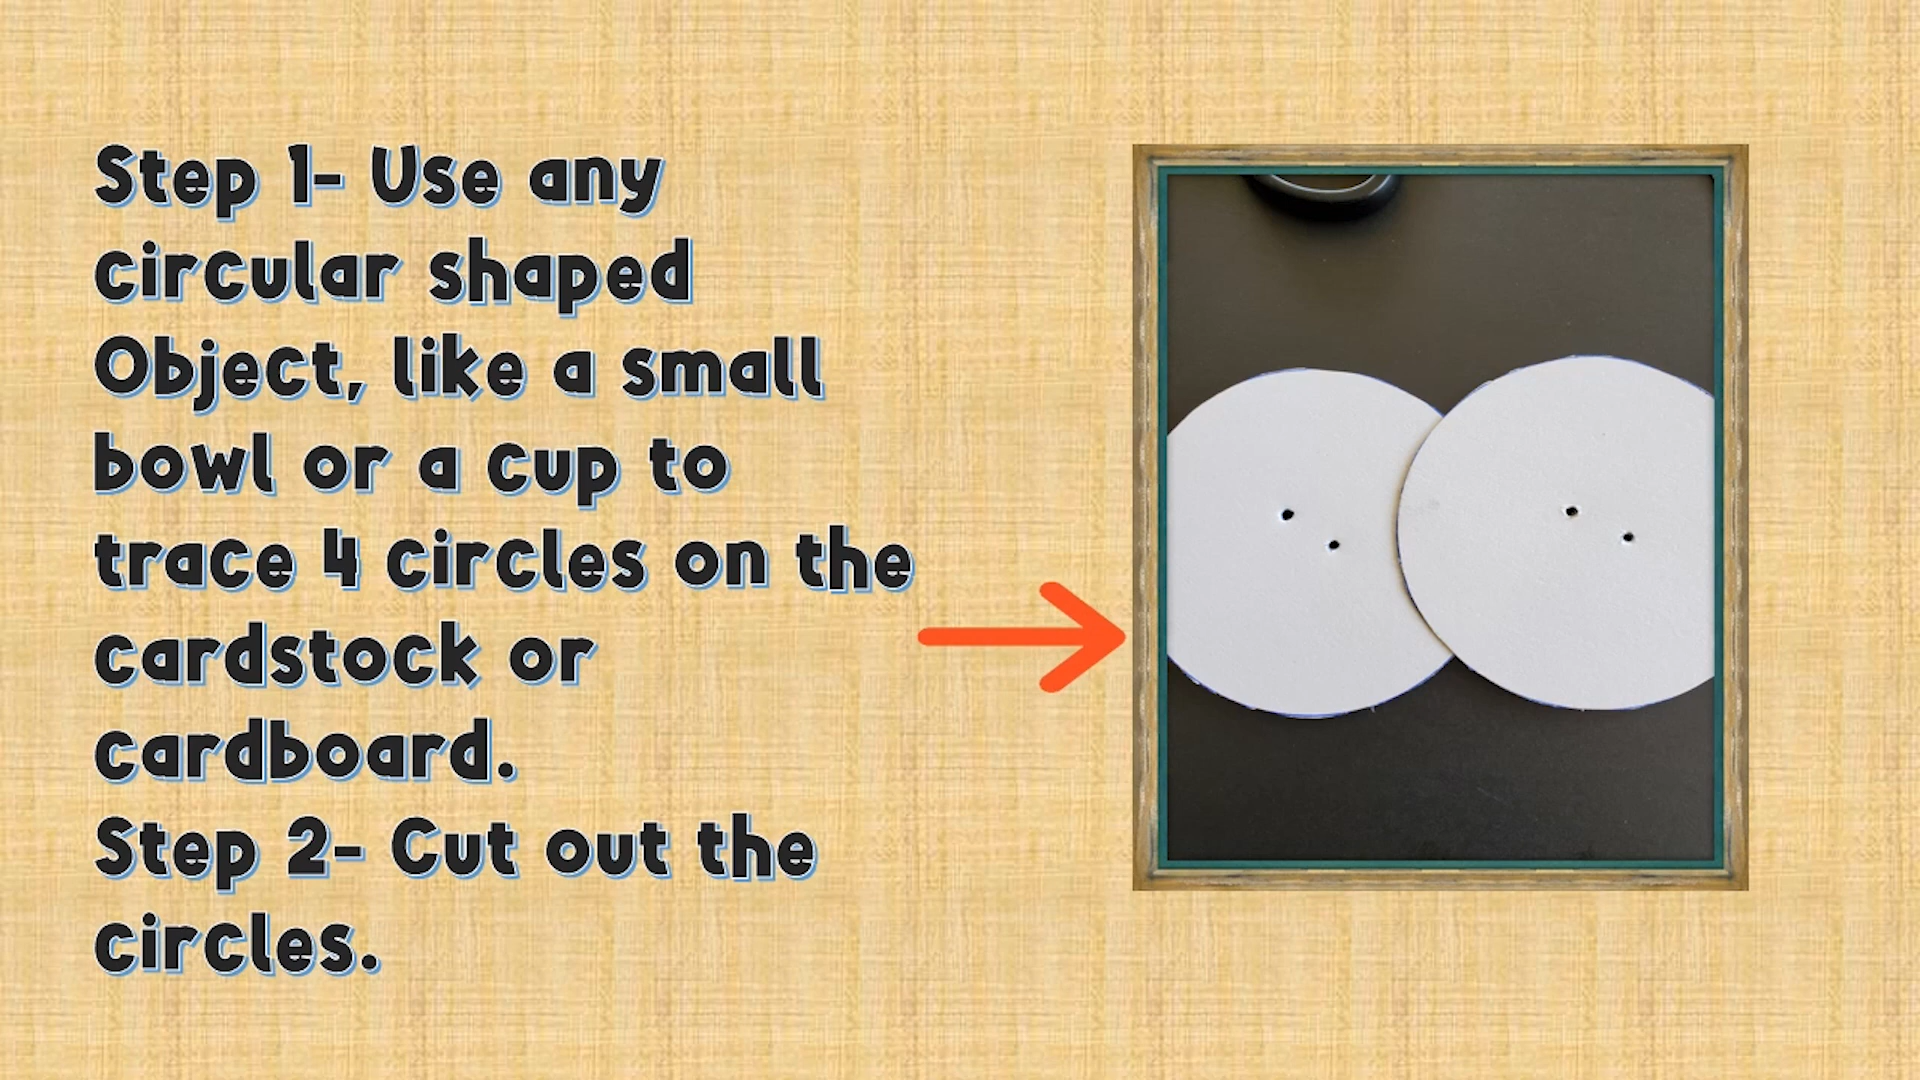 Step 1- Use any
circular shaped
Object, like a small
bowl or a cup to
trace 4 circles on the
cardstock or
cardboard.
Step 2- Cut out the
circles.